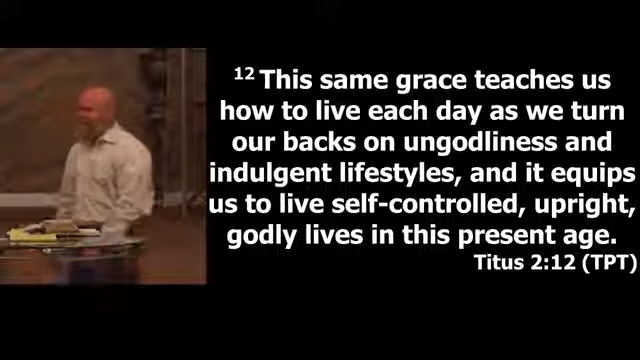 12 This same grace teaches us
how to live each day as we turn
our backs on ungodliness and
indulgent lifestyles, and it equips
us to live self-controlled, upright,
godly lives in this present age.
Titus 2:12 (TPT)